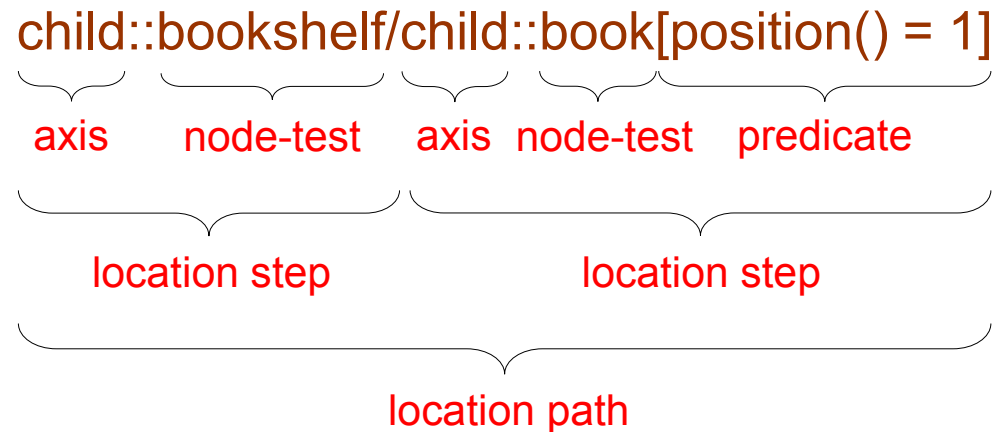 child::bookshelf/child::book[position() = 1]
axis node-test axis node-test predicate
location step location step
location path